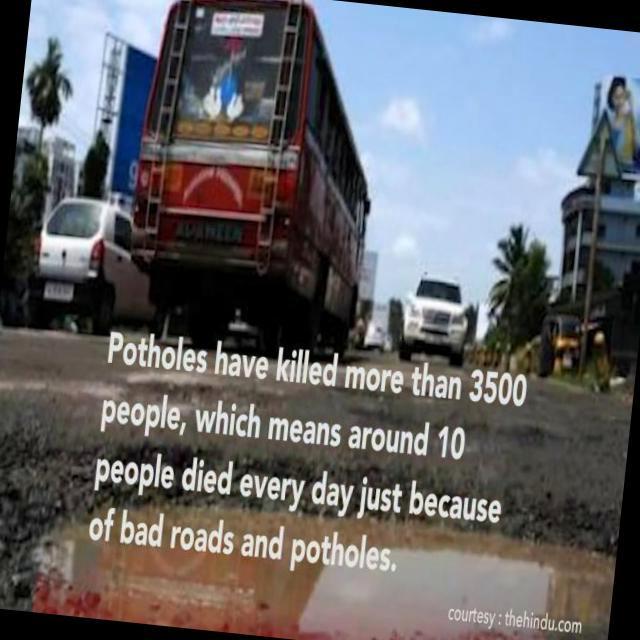 Potholes have killed more than 3500
people, which means around 10
people died every day just because
of bad roads and potholes.
courtesy : thehindu.com